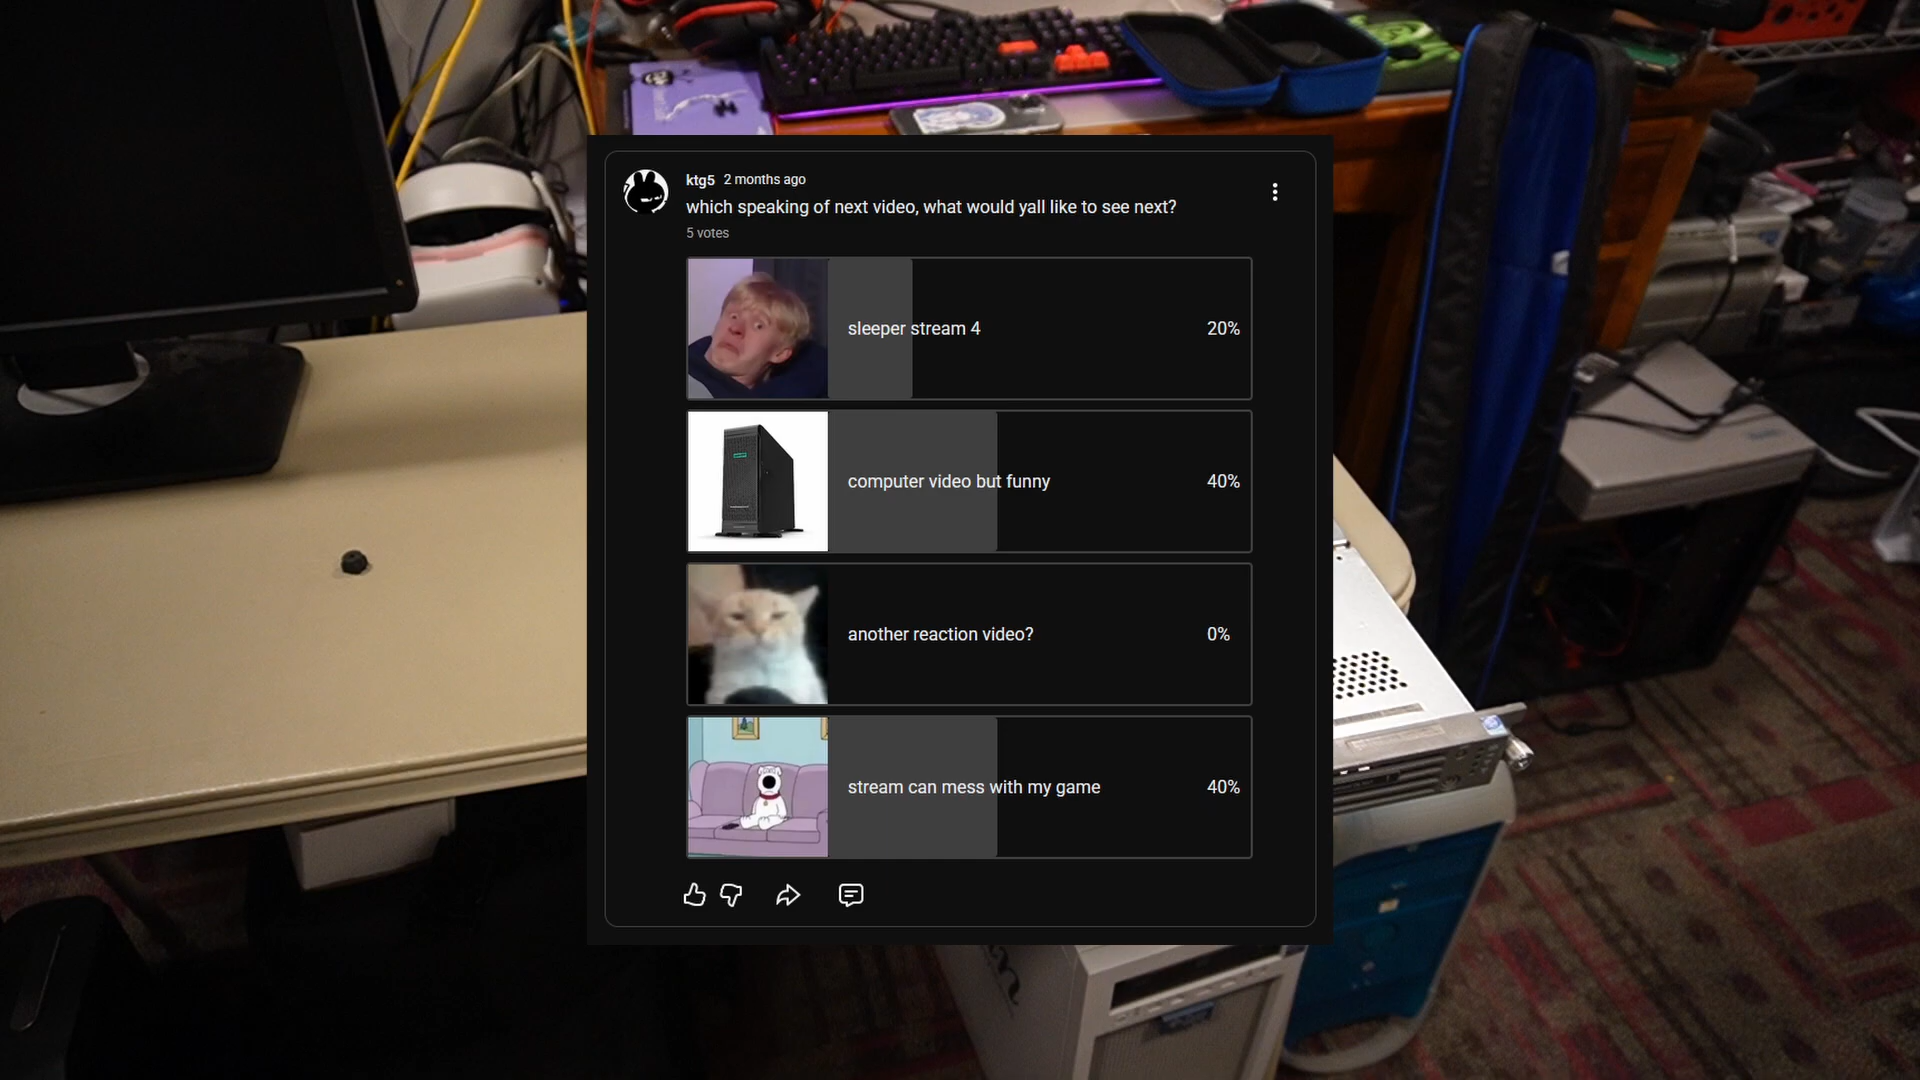 ktg5 2 months ago
which speaking of next video, what would yall like to see next?
5 votes
sleeper stream 4
20%
computer video but funny
40%
another reaction video?
0%
stream can mess with my game
40%